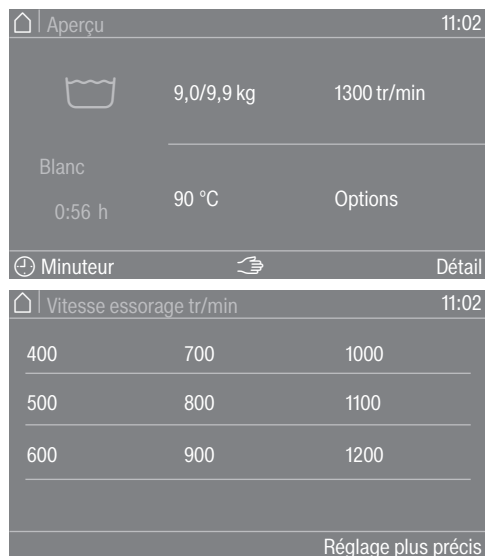 Aperçu 11:02
9,0/9,9 kg 1300 tr/min
Blanc
0:56 h
90 °C Options
Minuteur Détail
Vitesse essorage tr/min 11:02
400 700 1000
500 800 1100
600 900 1200
Réglage plus précis